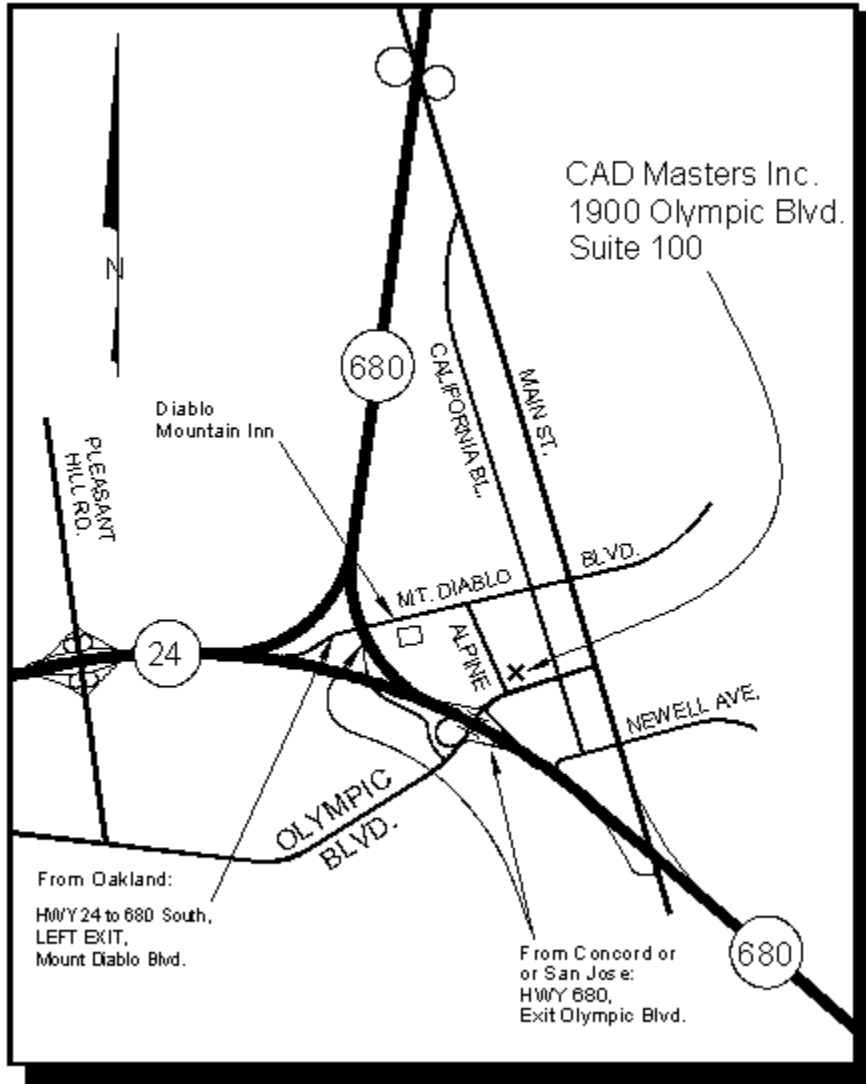 CAD Masters Inc.
1900 Olympic Blvd.
Suite 100
N
680
CALIFORNIA BL.
MAIN ST.
Diablo
Mountain Inn
PLEASANT
HILL RD.
MT. DIABLO
BLVD.
24
ALPINE
NEWELL AVE.
OLYMPIC
BLVD.
From Oakland:
HWY 24 to 680 South,
LEFT EXIT,
Mount Diablo Blvd.
From Concord or
or San Jose:
HWY 680,
Exit Olympic Blvd.
680